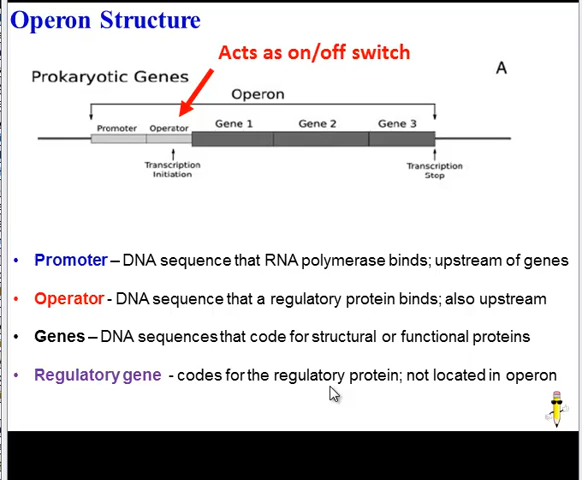 Operon Structure
Acts as on/off switch
A
Prokaryotic Genes
Operon
Promoter
Operator
Gene 1
Gene 2
Gene 3
Transcription
Initiation
Transcription
Stop
• Promoter – DNA sequence that RNA polymerase binds; upstream of genes
• Operator - DNA sequence that a regulatory protein binds; also upstream
• Genes – DNA sequences that code for structural or functional proteins
• Regulatory gene - codes for the regulatory protein; not located in operon